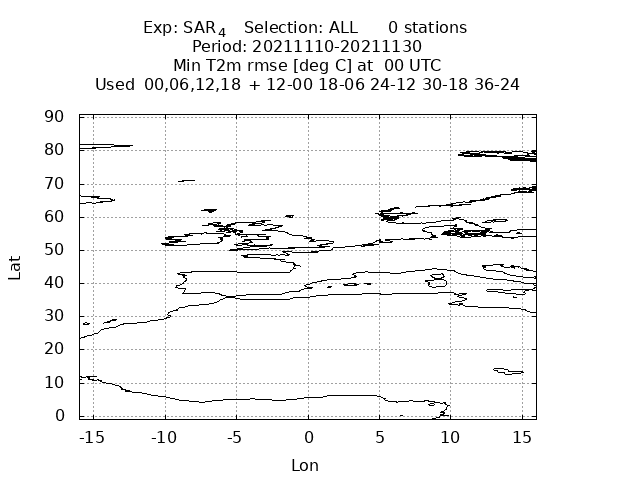 Exp: SAR4 Selection: ALL 0 stations
Period: 20211110-20211130
Min T2m rmse [deg C] at 00 UTC
Used 00,06,12,18 + 12-00 18-06 24-12 30-18 36-24
90
80
70
60
50
40
30
20
10
0
Lat
-15 -10 -5 0 5 10 15
Lon